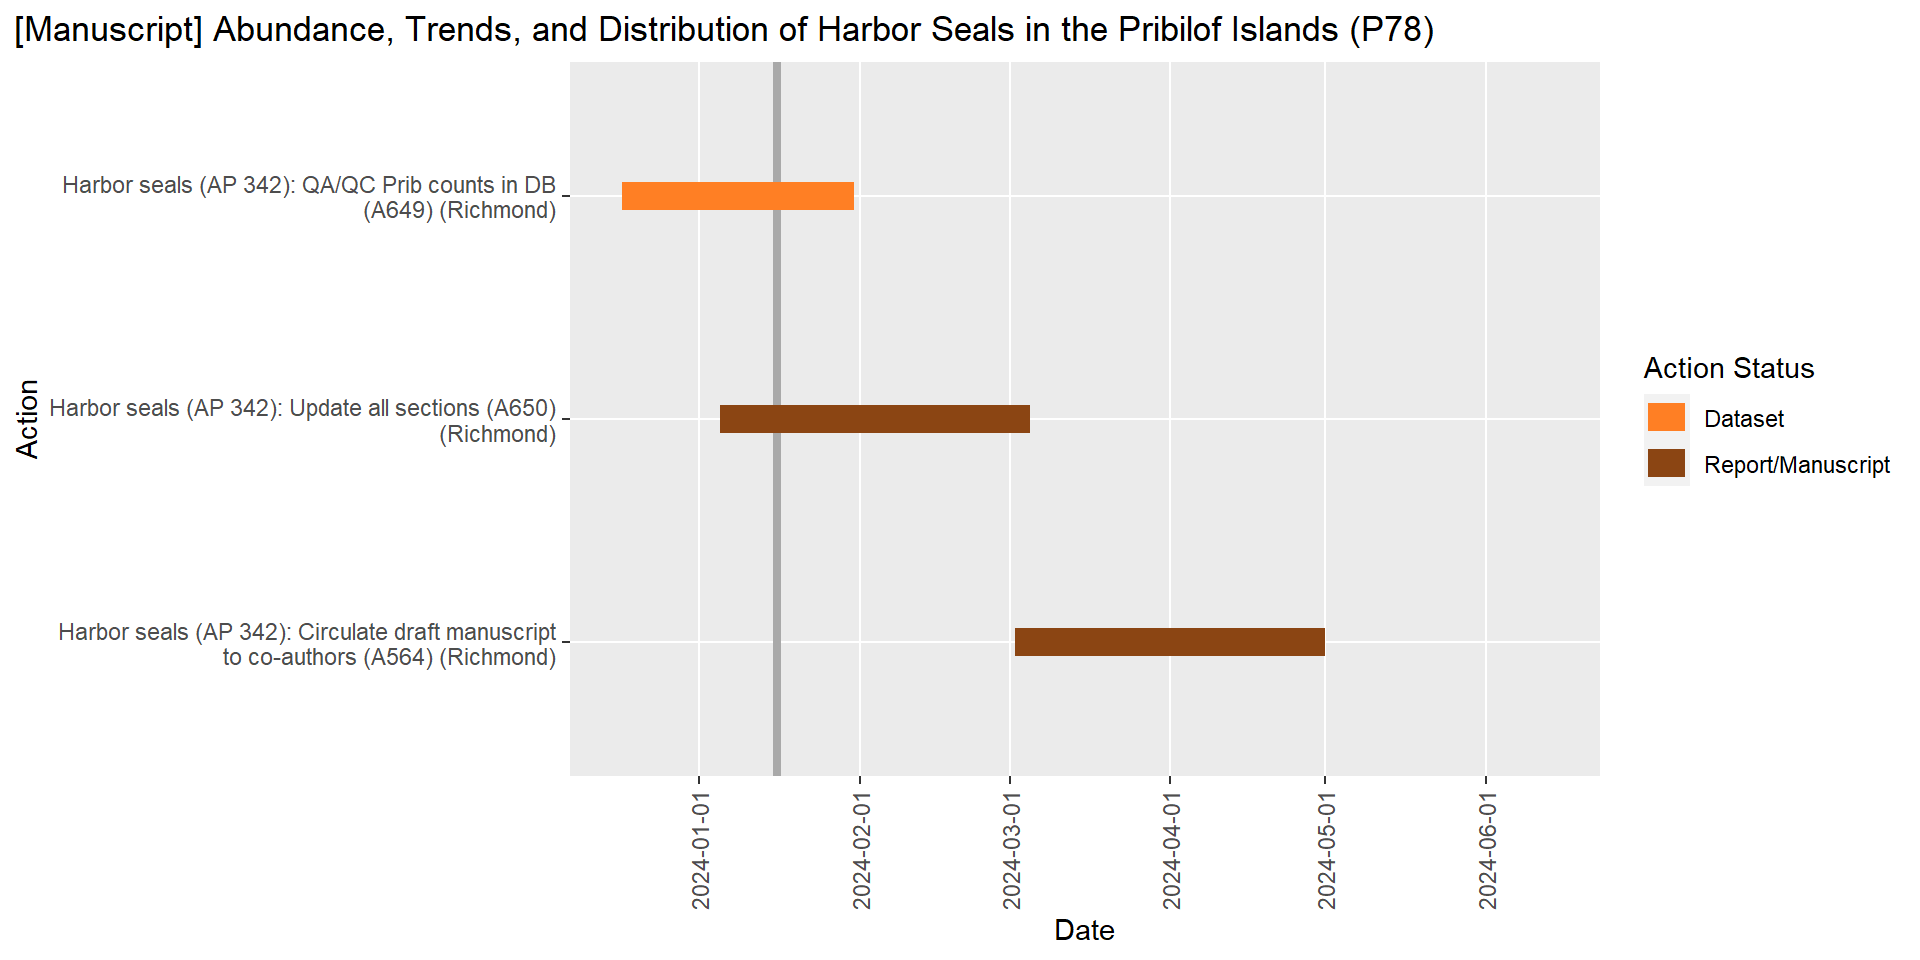 [Manuscript] Abundance, Trends, and Distribution of Harbor Seals in the Pribilof Islands (P78)
Action
Harbor seals (AP 342): QA/QC Prib counts in DB
(A649) (Richmond)
Harbor seals (AP 342): Update all sections (A650)
(Richmond)
Harbor seals (AP 342): Circulate draft manuscript
to co-authors (A564) (Richmond)
2024-01-01
2024-02-01
2024-03-01
2024-04-01
2024-05-01
2024-06-01
Date
Action Status
Dataset
Report/Manuscript